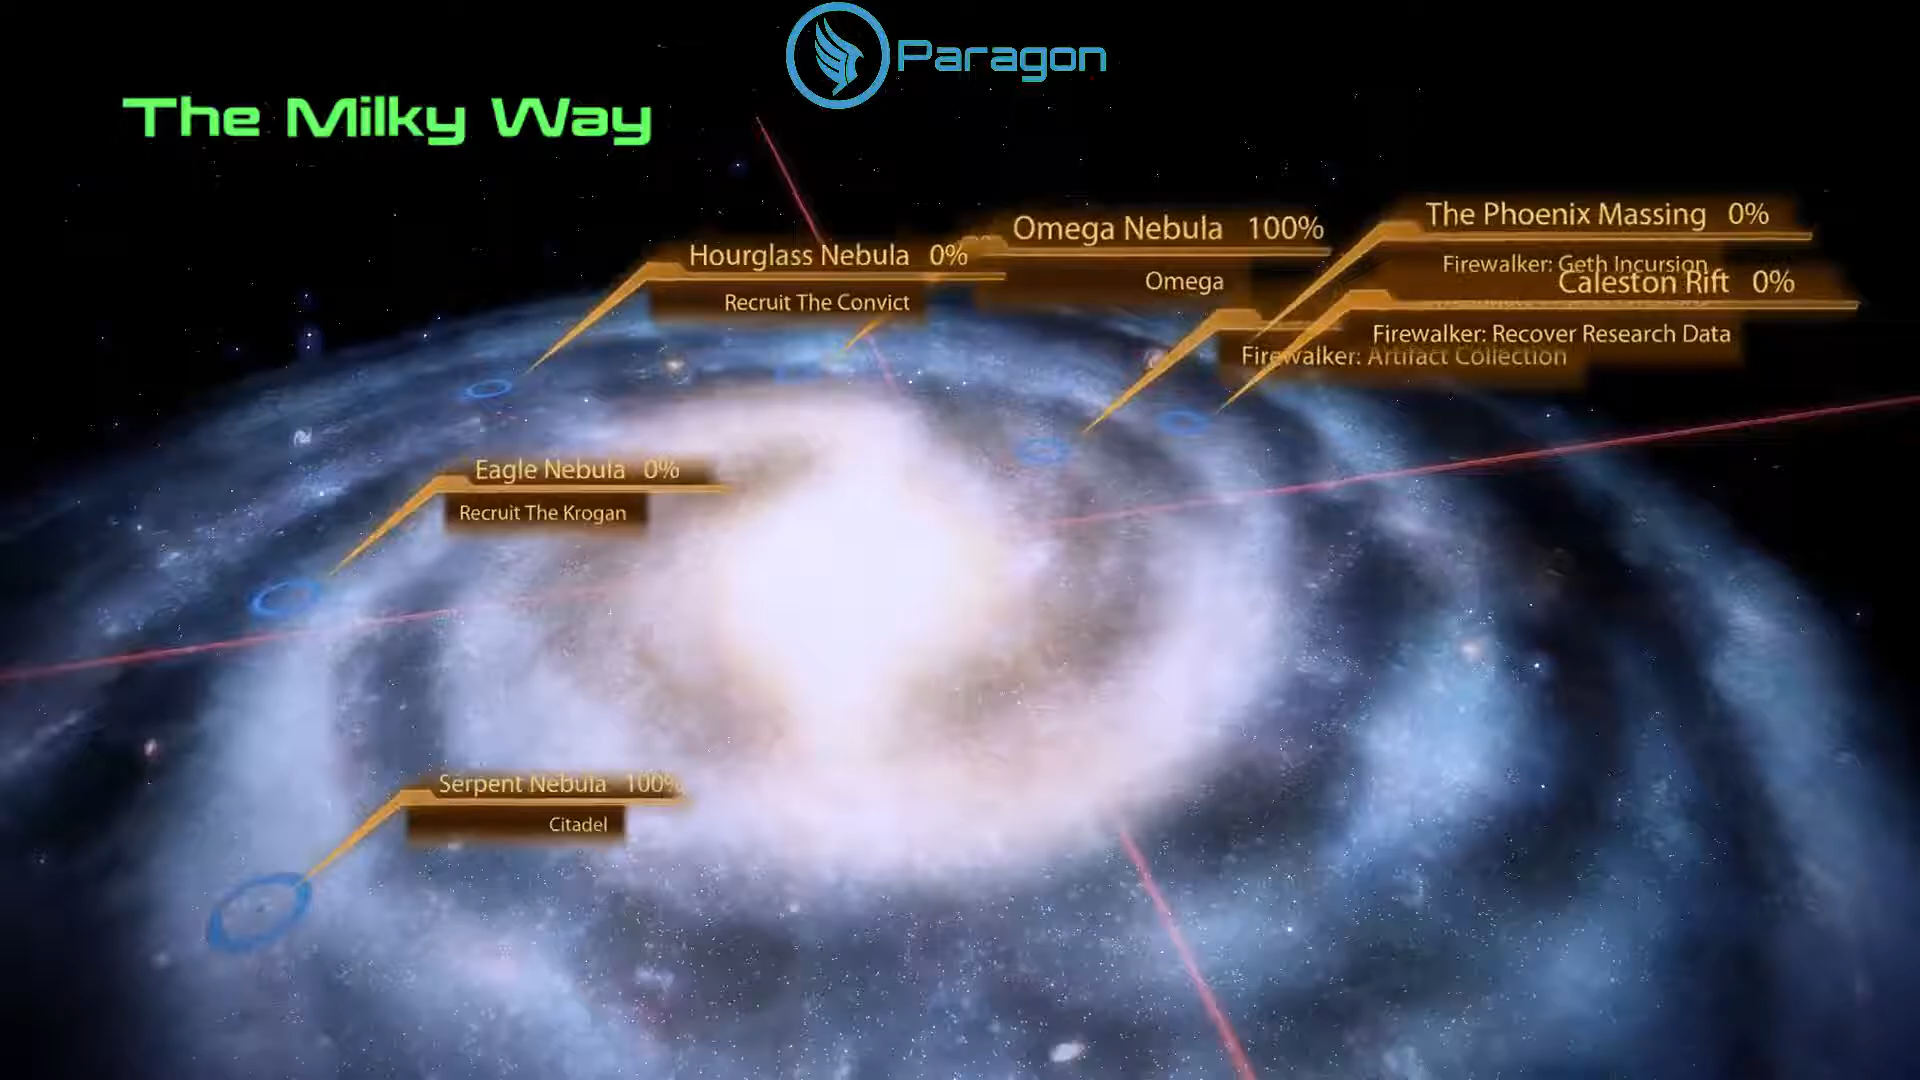 Paragon
The Milky Way
The Phoenix Massing 0%
Firewalker: Geth Incursion
Omega Nebula 100%
Omega
Hourglass Nebula 0%
Recruit The Convict
Caleston Rift 0%
Firewalker: Recover Research Data
Firewalker: Artifact Collection
Eagle Nebula 0%
Recruit The Krogan
Serpent Nebula 100%
Citadel